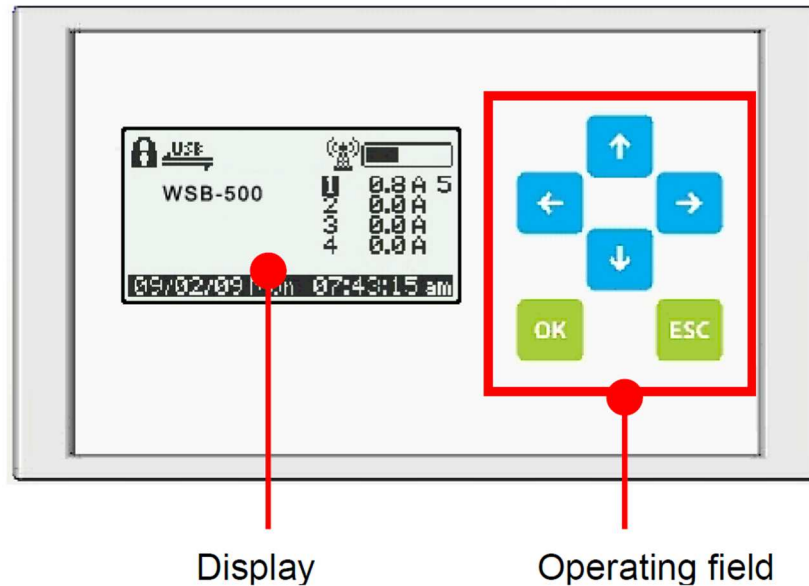 USB
WSB-500
1 0.8 A 5
2 0.0 A
3 0.0 A
4 0.0 A
09/02/09 07:43:15 am
OK
ESC
Display
Operating field